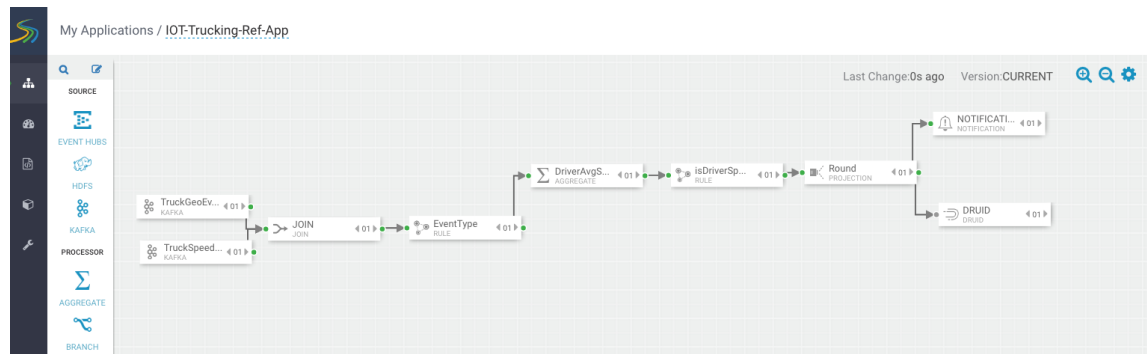 My Applications / IOT-Trucking-Ref-App
Last Change:0s ago Version:CURRENT
SOURCE
EVENT HUBS
HDFS
KAFKA
PROCESSOR
AGGREGATE
BRANCH
TruckGeoEv... 01
KAFKA
TruckSpeed... 01
KAFKA
JOIN 01
JOIN
EventType 01
RULE
DriverAvgS... 01
AGGREGATE
isDriverSp... 01
RULE
Round 01
PROJECTION
NOTIFICATI... 01
NOTIFICATION
DRUID 01
DRUID